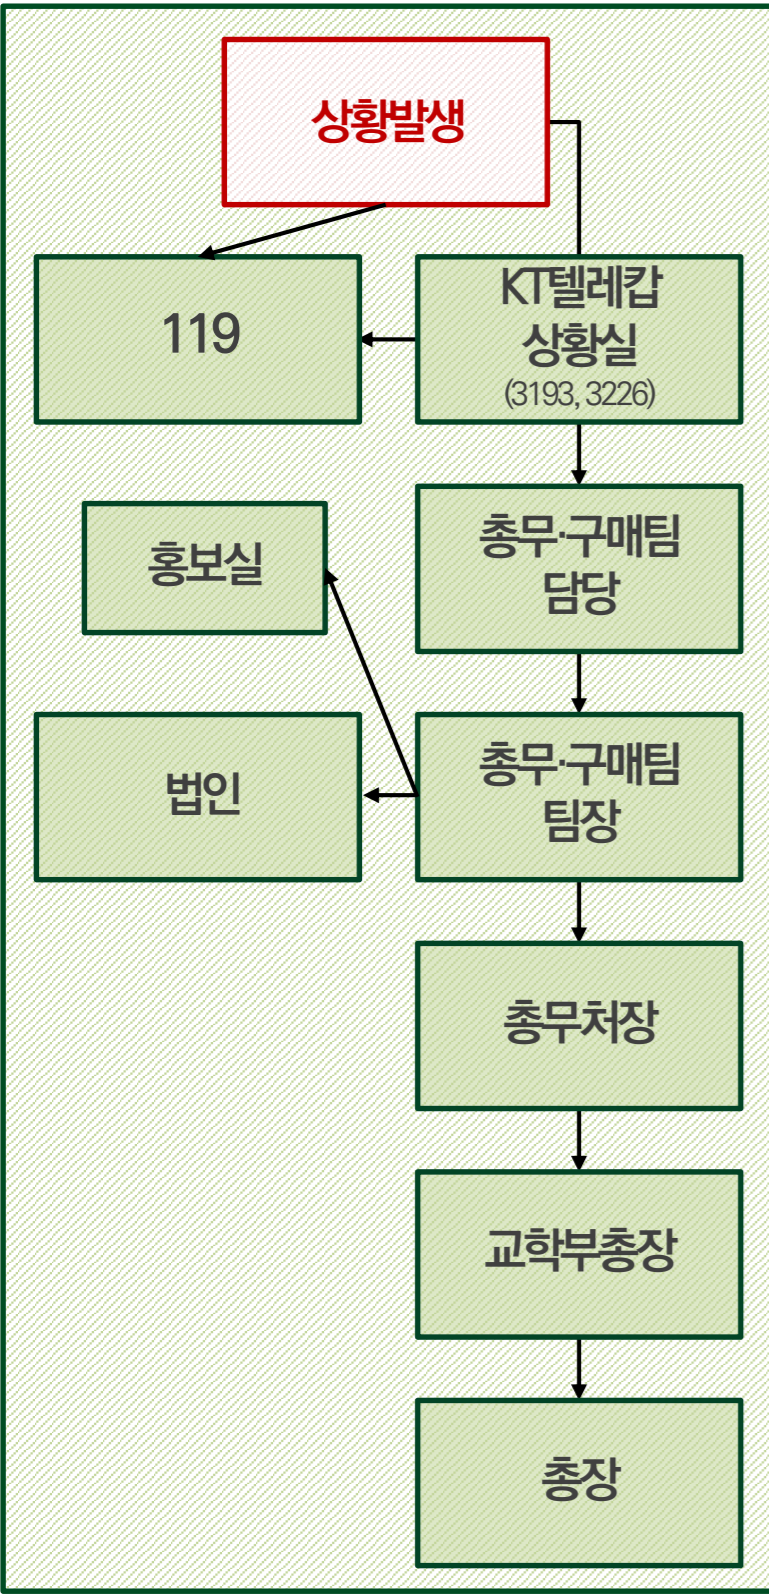 상황발생
119
KT텔레캅
상황실
(3193, 3226)
홍보실
총무·구매팀
담당
법인
총무·구매팀
팀장
총무처장
교학부총장
총장